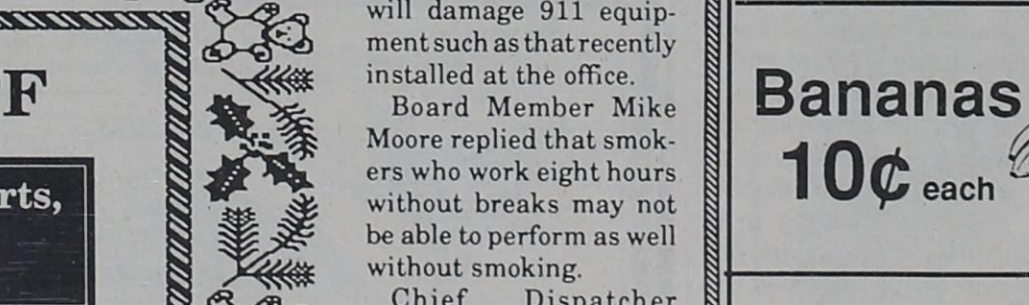 F
rts,
will damage 911 equip-
ment such as that recently
installed at the office.
Board Member Mike
Moore replied that smok-
ers who work eight hours
without breaks may not
be able to perform as well
without smoking.
Chief Dispatcher
Bananas
10¢ each